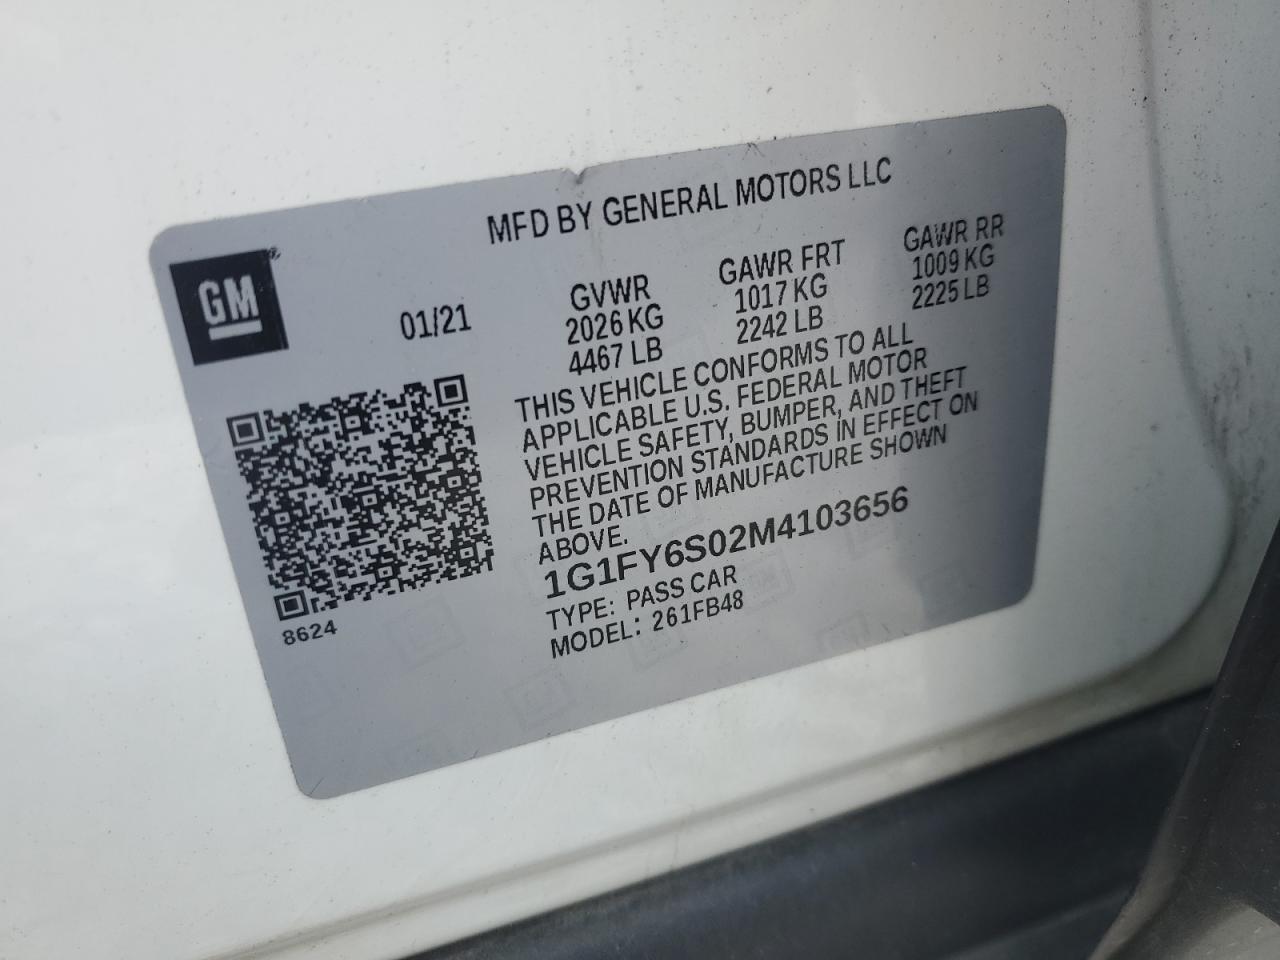 MFD BY GENERAL MOTORS LLC
GM
01/21
GVWR
2026 KG
4467 LB
GAWR FRT
1017 KG
2242 LB
GAWR RR
1009 KG
2225 LB
THIS VEHICLE CONFORMS TO ALL
APPLICABLE U.S. FEDERAL MOTOR
VEHICLE SAFETY, BUMPER, AND THEFT
PREVENTION STANDARDS IN EFFECT ON
THE DATE OF MANUFACTURE SHOWN
ABOVE.
1G1FY6S02M4103656
TYPE: PASS CAR
MODEL: 261FB48
8624